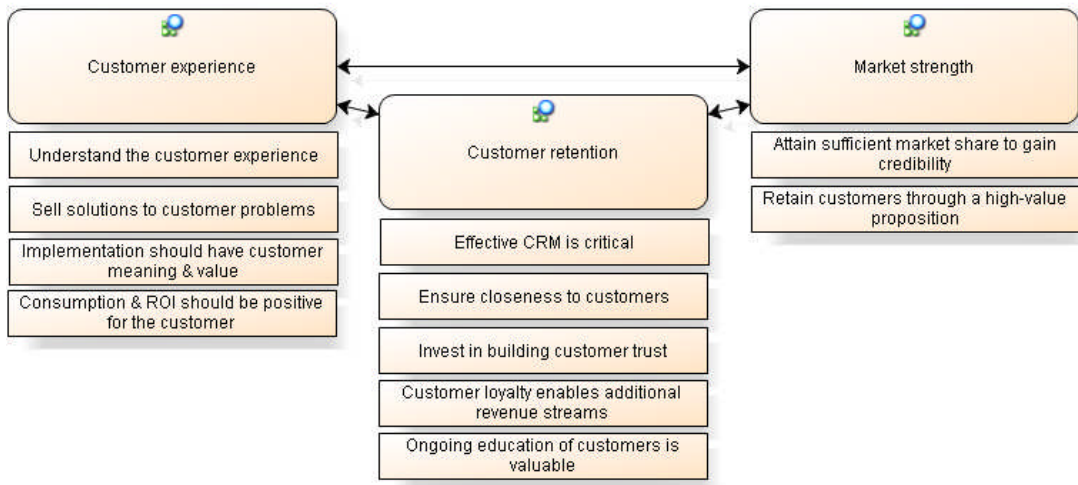 Customer experience
Understand the customer experience
Sell solutions to customer problems
Implementation should have customer
meaning & value
Consumption & ROI should be positive
for the customer
Customer retention
Effective CRM is critical
Ensure closeness to customers
Invest in building customer trust
Customer loyalty enables additional
revenue streams
Ongoing education of customers is
valuable
Market strength
Attain sufficient market share to gain
credibility
Retain customers through a high-value
proposition